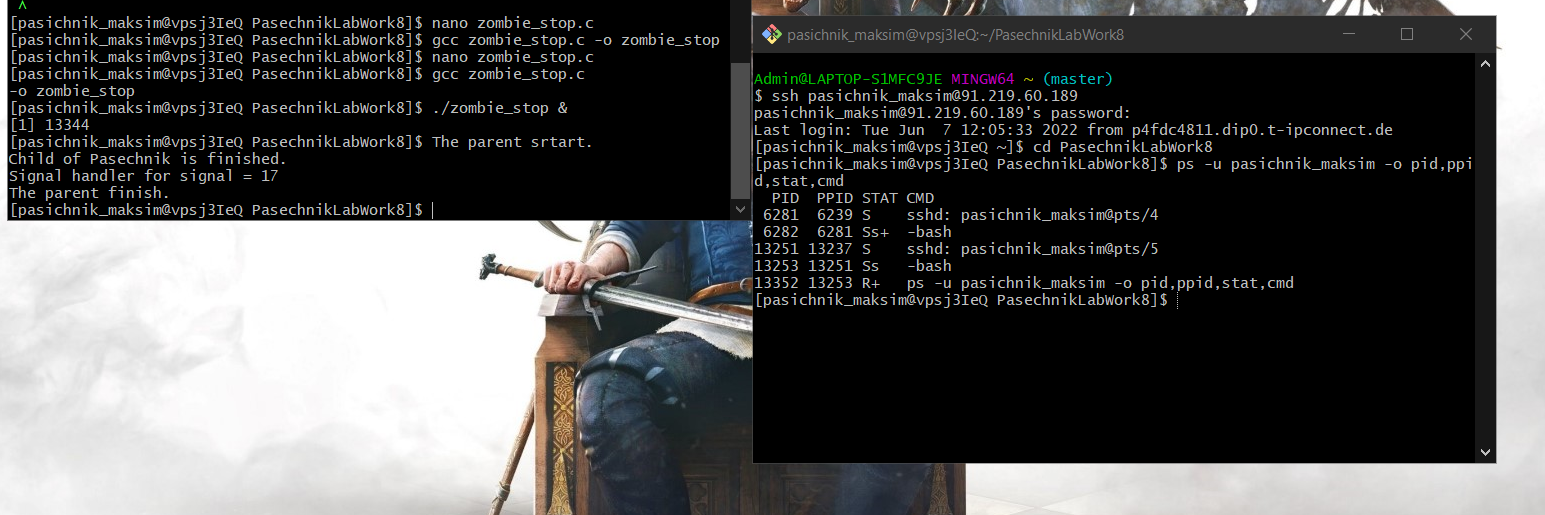 ^
[pasichnik_maksim@vpsj3IeQ PasechnikLabWork8]$ nano zombie_stop.c
[pasichnik_maksim@vpsj3IeQ PasechnikLabWork8]$ gcc zombie_stop.c -o zombie_stop
[pasichnik_maksim@vpsj3IeQ PasechnikLabWork8]$ nano zombie_stop.c
[pasichnik_maksim@vpsj3IeQ PasechnikLabWork8]$ gcc zombie_stop.c
-o zombie_stop
[pasichnik_maksim@vpsj3IeQ PasechnikLabWork8]$ ./zombie_stop &
[1] 13344
[pasichnik_maksim@vpsj3IeQ PasechnikLabWork8]$ The parent srtart.
Child of Pasechnik is finished.
Signal handler for signal = 17
The parent finish.
[pasichnik_maksim@vpsj3IeQ PasechnikLabWork8]$
pasichnik_maksim@vpsj3IeQ:~/PasechnikLabWork8
Admin@LAPTOP-S1MFC9JE MINGW64 ~ (master)
$ ssh pasichnik_maksim@91.219.60.189
pasichnik_maksim@91.219.60.189's password:
Last login: Tue Jun  7 12:05:33 2022 from p4fdc4811.dip0.t-ipconnect.de
[pasichnik_maksim@vpsj3IeQ ~]$ cd PasechnikLabWork8
[pasichnik_maksim@vpsj3IeQ PasechnikLabWork8]$ ps -u pasichnik_maksim -o pid,ppi
d,stat,cmd
  PID  PPID STAT CMD
 6281  6239 S    sshd: pasichnik_maksim@pts/4
 6282  6281 Ss+  -bash
13251 13237 S    sshd: pasichnik_maksim@pts/5
13253 13251 Ss   -bash
13352 13253 R+   ps -u pasichnik_maksim -o pid,ppid,stat,cmd
[pasichnik_maksim@vpsj3IeQ PasechnikLabWork8]$